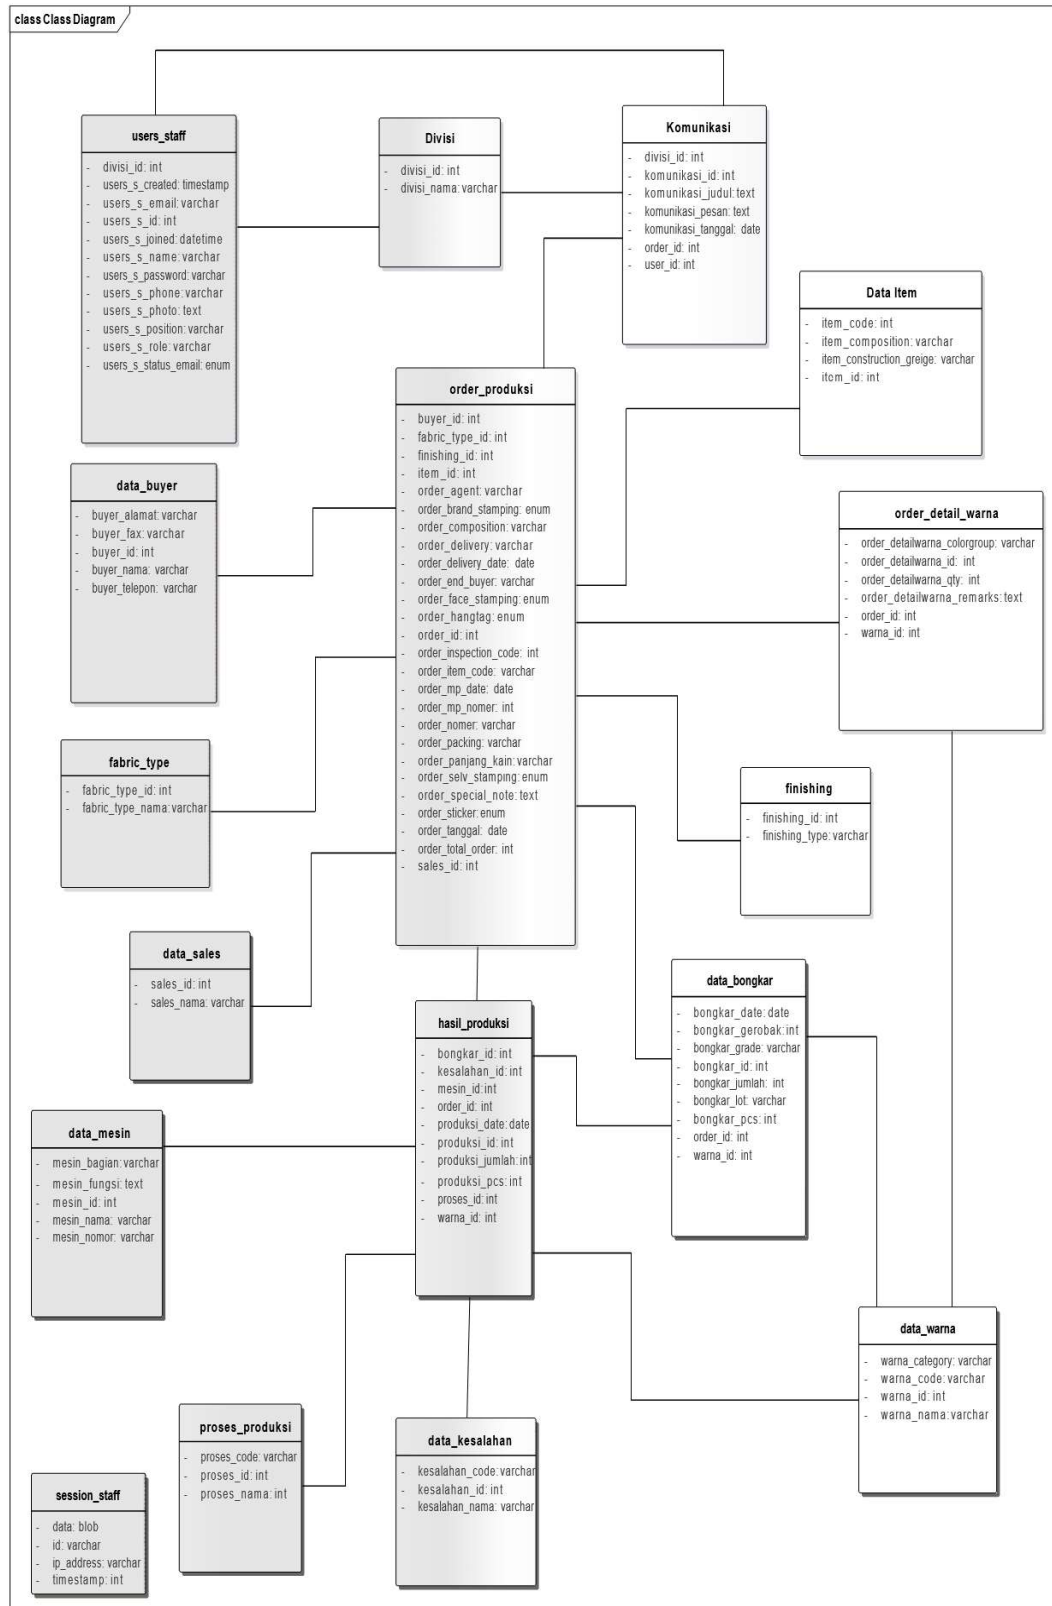 class Class Diagram
users_staff
- divisi_id: int
- users_s_created: timestamp
- users_s_email: varchar
- users_s_id: int
- users_s_joined: datetime
- users_s_name: varchar
- users_s_password: varchar
- users_s_phone: varchar
- users_s_photo: text
- users_s_position: varchar
- users_s_role: varchar
- users_s_status_email: enum
Divisi
- divisi_id: int
- divisi_nama: varchar
Komunikasi
- divisi_id: int
- komunikasi_id: int
- komunikasi_judul: text
- komunikasi_pesan: text
- komunikasi_tanggal: date
- order_id: int
- user_id: int
Data Item
- item_code: int
- item_composition: varchar
- item_construction_greige: varchar
- item_id: int
order_produksi
- buyer_id: int
- fabric_type_id: int
- finishing_id: int
- item_id: int
- order_agent: varchar
- order_brand_stamping: enum
- order_composition: varchar
- order_delivery: varchar
- order_delivery_date: date
- order_end_buyer: varchar
- order_face_stamping: enum
- order_hangtag: enum
- order_id: int
- order_inspection_code: int
- order_item_code: varchar
- order_mp_date: date
- order_mp_nomer: int
- order_nomer: varchar
- order_packing: varchar
- order_panjang_kain: varchar
- order_selv_stamping: enum
- order_special_note: text
- order_sticker: enum
- order_tanggal: date
- order_total_order: int
- sales_id: int
data_buyer
- buyer_alamat: varchar
- buyer_fax: varchar
- buyer_id: int
- buyer_nama: varchar
- buyer_telepon: varchar
order_detail_warna
- order_detailwarna_colorgroup: varchar
- order_detailwarna_id: int
- order_detailwarna_qty: int
- order_detailwarna_remarks: text
- order_id: int
- warna_id: int
fabric_type
- fabric_type_id: int
- fabric_type_nama: varchar
finishing
- finishing_id: int
- finishing_type: varchar
data_sales
- sales_id: int
- sales_nama: varchar
data_bongkar
- bongkar_date: date
- bongkar_gerobak: int
- bongkar_grade: varchar
- bongkar_id: int
- bongkar_jumlah: int
- bongkar_lot: varchar
- bongkar_pcs: int
- order_id: int
- warna_id: int
hasil_produksi
- bongkar_id: int
- kesalahan_id: int
- mesin_id: int
- order_id: int
- produksi_date: date
- produksi_id: int
- produksi_jumlah: int
- produksi_pcs: int
- proses_id: int
- warna_id: int
data_mesin
- mesin_bagian: varchar
- mesin_fungsi: text
- mesin_id: int
- mesin_nama: varchar
- mesin_nomor: varchar
data_warna
- warna_category: varchar
- warna_code: varchar
- warna_id: int
- warna_nama: varchar
proses_produksi
- proses_code: varchar
- proses_id: int
- proses_nama: int
data_kesalahan
- kesalahan_code: varchar
- kesalahan_id: int
- kesalahan_nama: varchar
session_staff
- data: blob
- id: varchar
- ip_address: varchar
- timestamp: int